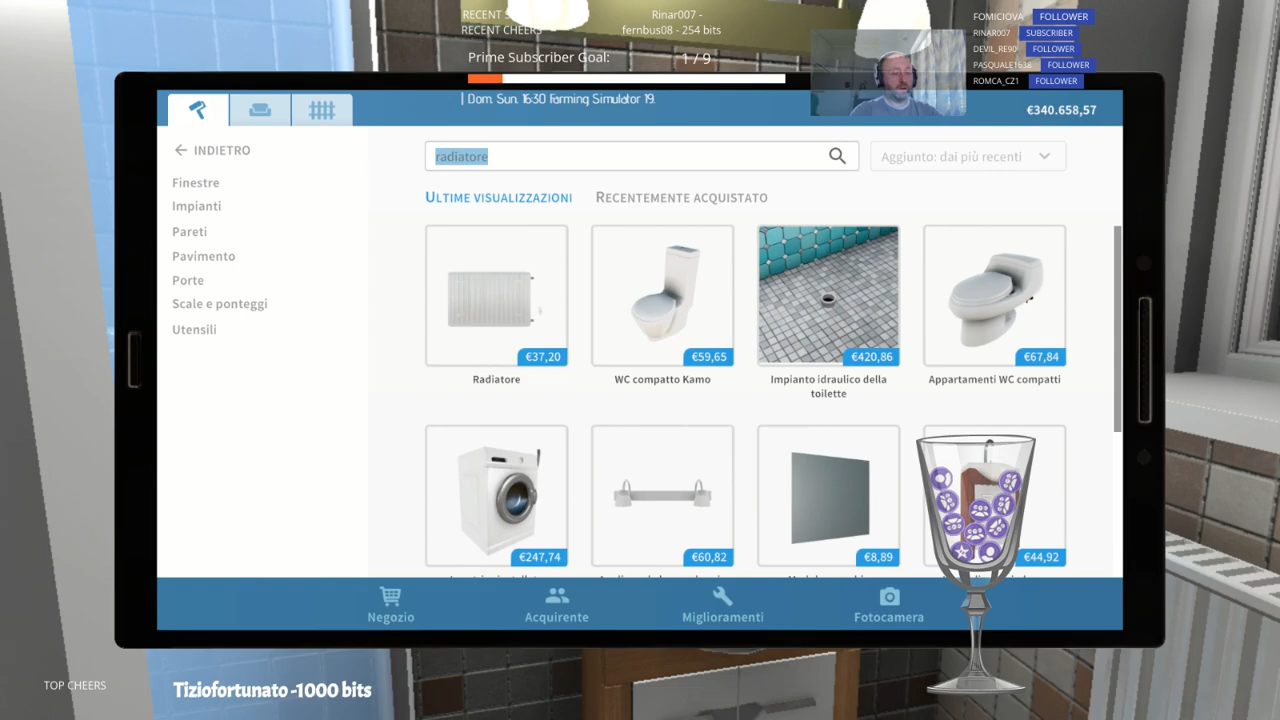 RECENT
RECENT CHEERS
Rinar007 -
fernbus08 - 254 bits
Prime Subscriber Goal:
1 / 9
FOMICIOVA FOLLOWER
RINAR007 SUBSCRIBER
DEVIL_RE90 FOLLOWER
PASQUALE1638 FOLLOWER
ROMCA_CZ1 FOLLOWER
| Dom. Sun. 16:30 Farming Simulator 19.
€340.658,57
INDIETRO
Finestre
Impianti
Pareti
Pavimento
Porte
Scale e ponteggi
Utensili
radiatore
Aggiunto: dai più recenti
ULTIME VISUALIZZAZIONI
RECENTEMENTE ACQUISTATO
€37,20
€59,65
€420,86
€67,84
Radiatore
WC compatto Kamo
Impianto idraulico della
toilette
Appartamenti WC compatti
€247,74
€60,82
€8,89
€44,92
Negozio
Acquirente
Miglioramenti
Fotocamera
TOP CHEERS
Tiziofortunato -1000 bits